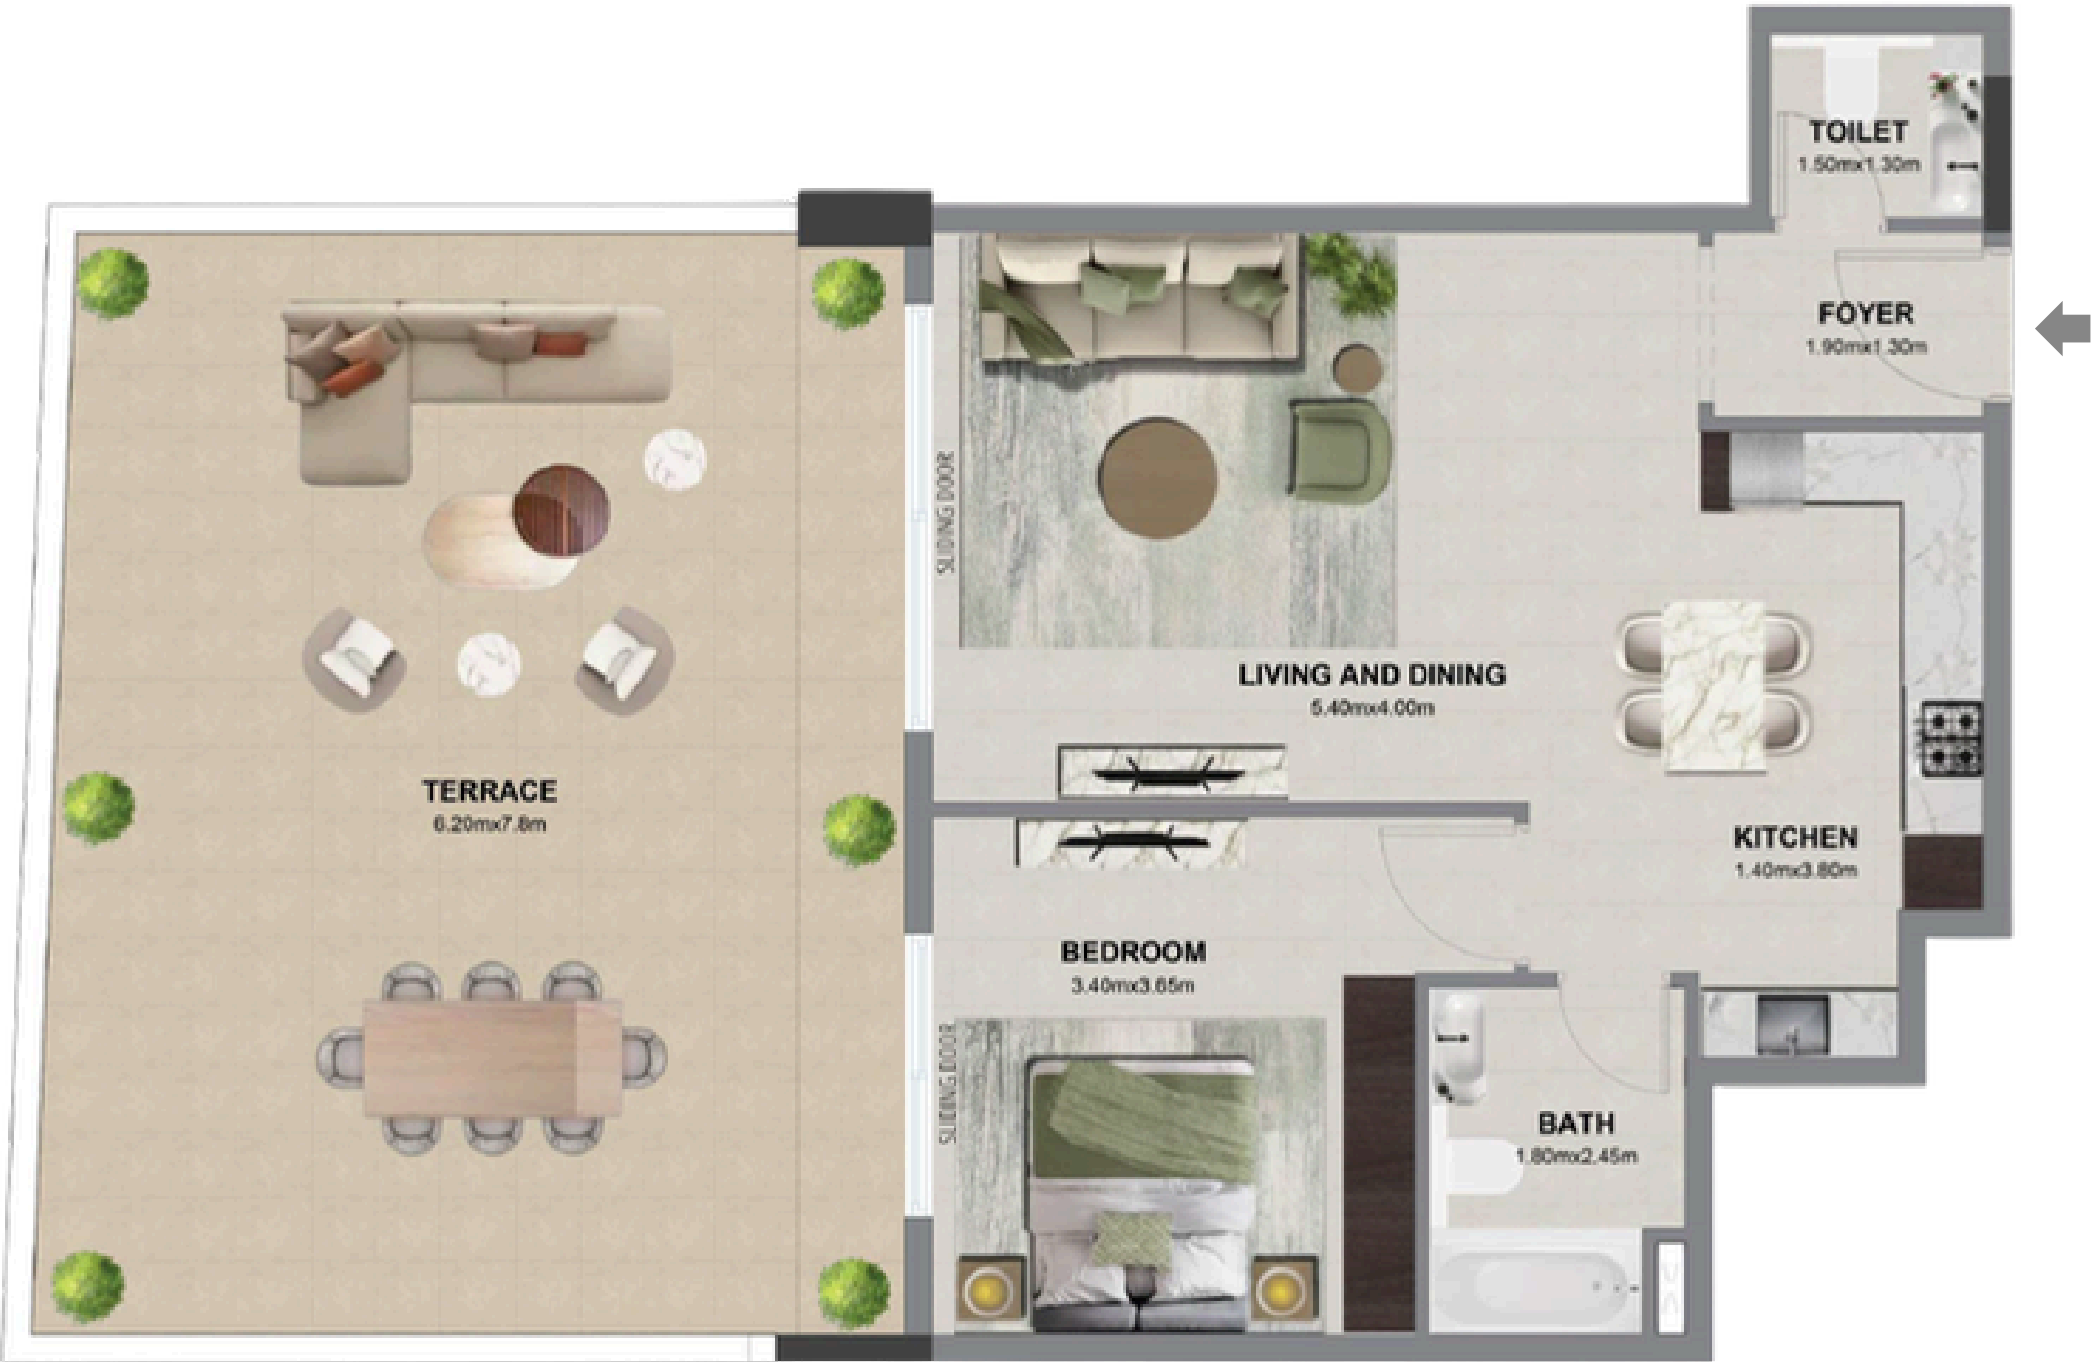 TOILET
1.50mx1.30m
FOYER
1.90mx1.30m
SLIDING DOOR
LIVING AND DINING
5.40mx4.00m
TERRACE
6.20mx7.8m
KITCHEN
1.40mx3.80m
BEDROOM
3.40mx3.65m
SLIDING DOOR
BATH
1.80mx2.45m